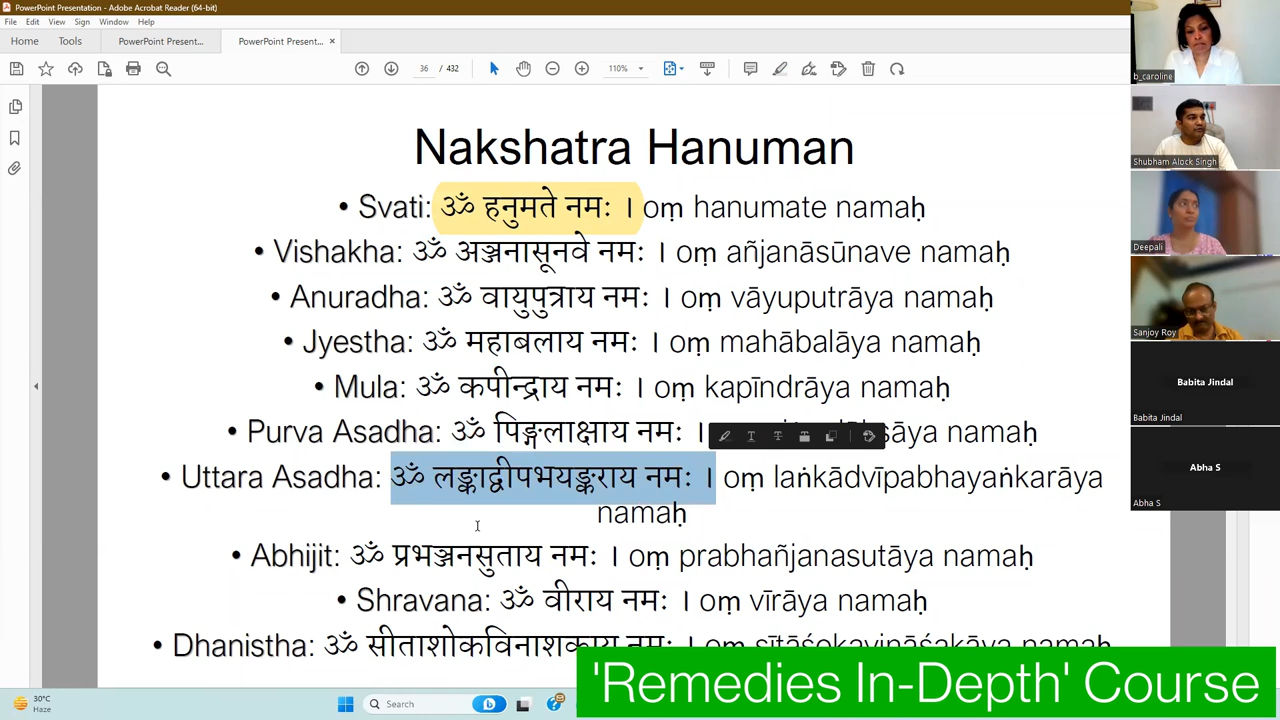 PowerPoint Presentation - Adobe Acrobat Reader (64-bit)
File Edit View Sign Window Help
Home Tools PowerPoint Present... PowerPoint Present... ×
36 / 432 110%
Nakshatra Hanuman
• Svati: ॐ हनुमते नमः । oṃ hanumate namaḥ
• Vishakha: ॐ अञ्जनासूनवे नमः । oṃ añjanāsūnave namaḥ
• Anuradha: ॐ वायुपुत्राय नमः । oṃ vāyuputrāya namaḥ
• Jyestha: ॐ महाबलाय नमः । oṃ mahābalāya namaḥ
• Mula: ॐ कपीन्द्राय नमः । oṃ kapīndrāya namaḥ
• Purva Asadha: ॐ पिङ्गलाक्षाय नमः । namaḥ
• Uttara Asadha: ॐ लङ्काद्वीपभयङ्कराय नमः । oṃ laṅkādvīpabhayaṅkarāya
namaḥ
• Abhijit: ॐ प्रभञ्जनसुताय नमः । oṃ prabhañjanasutāya namaḥ
• Shravana: ॐ वीराय नमः । oṃ vīrāya namaḥ
• Dhanistha: ॐ सीताशोकविनाशकाय नमः । oṃ sītāśokavināśakāya namaḥ
b_caroline
Shubham Alock Singh
Deepali
Sanjoy Roy
Babita Jindal
Babita Jindal
Abha S
Abha S
'Remedies In-Depth' Course
30°C
Haze
Search